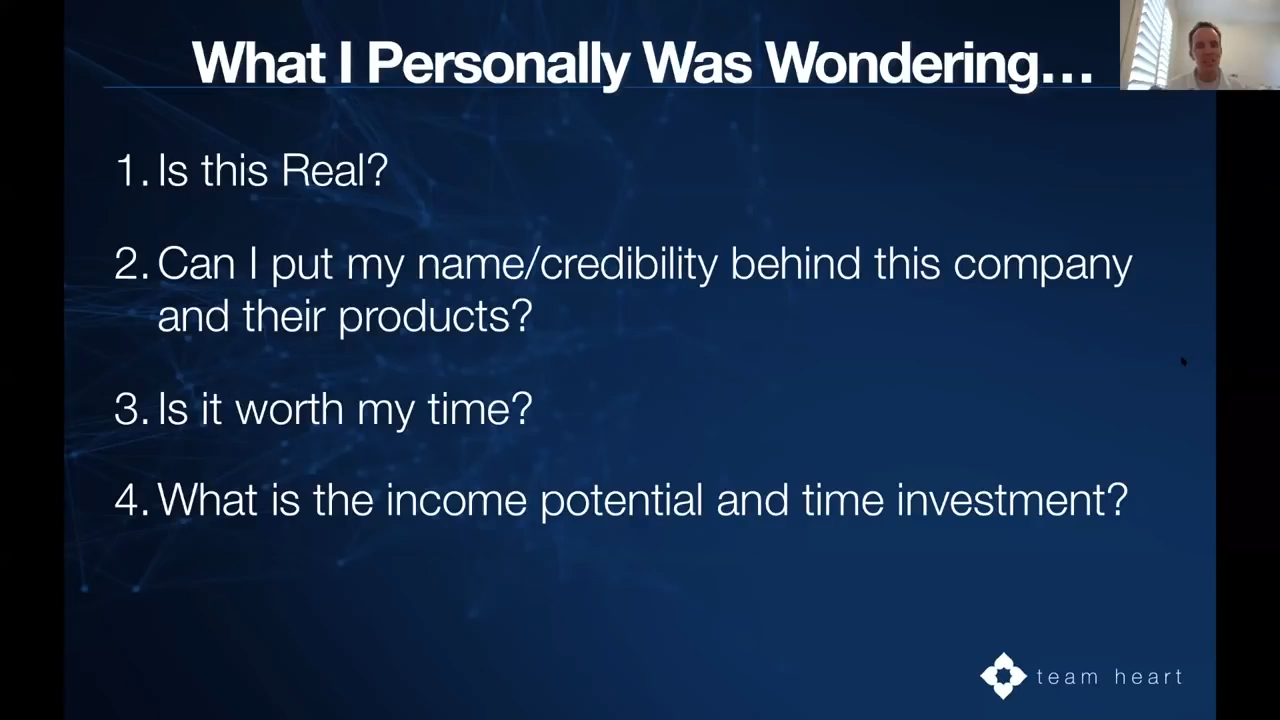 What I Personally Was Wondering...
1. Is this Real?
2. Can I put my name/credibility behind this company
and their products?
3. Is it worth my time?
4. What is the income potential and time investment?
team heart